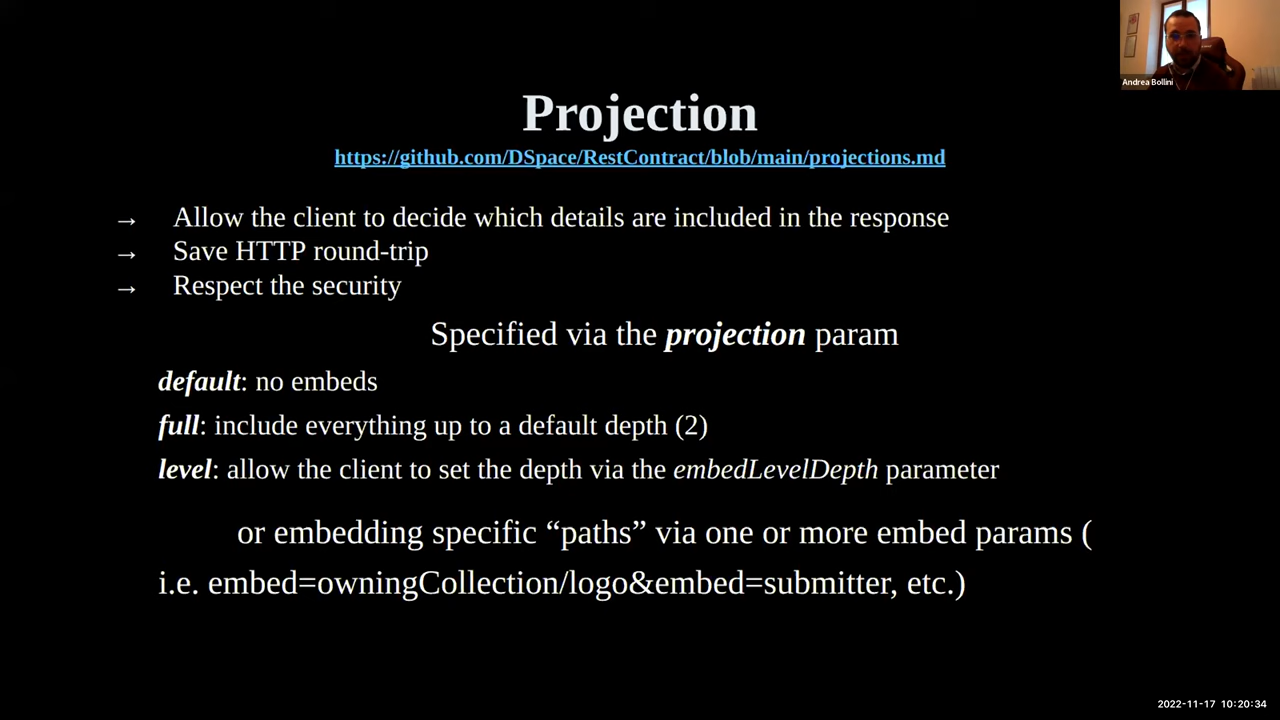 Andrea Bollini
Projection
https://github.com/DSpace/RestContract/blob/main/projections.md
→ Allow the client to decide which details are included in the response
→ Save HTTP round-trip
→ Respect the security
Specified via the projection param
default: no embeds
full: include everything up to a default depth (2)
level: allow the client to set the depth via the embedLevelDepth parameter
or embedding specific “paths” via one or more embed params (
i.e. embed=owningCollection/logo&embed=submitter, etc.)
2022-11-17 10:20:34